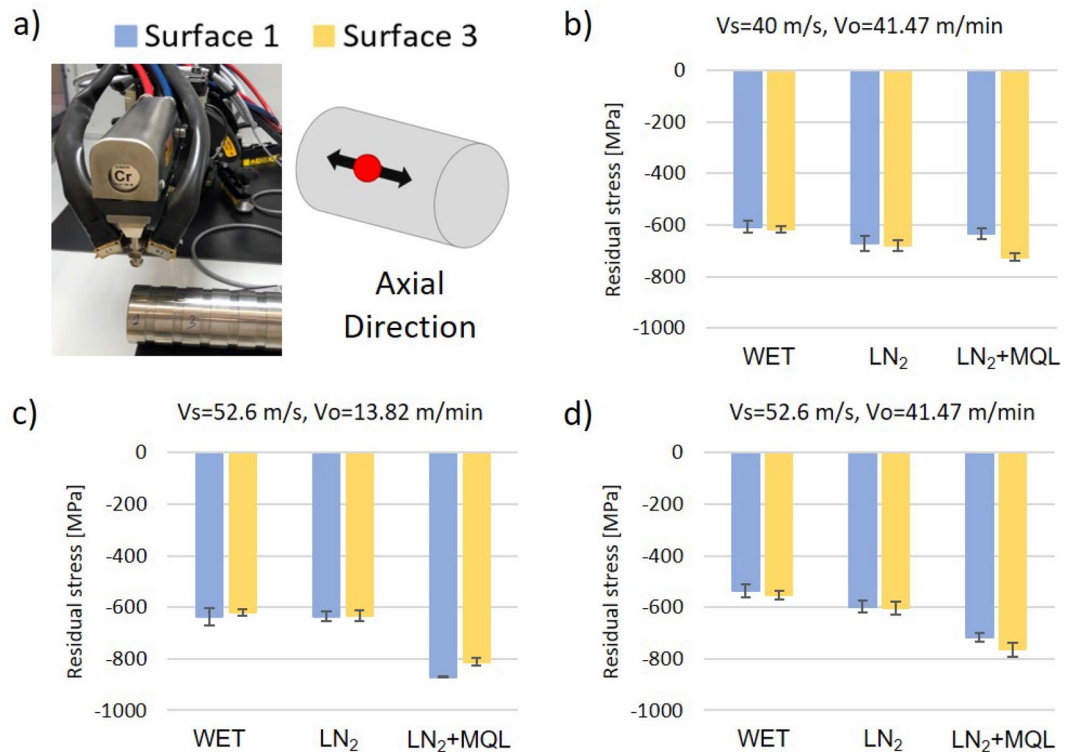 a)
Surface 1
Surface 3
Cr
3
Axial
Direction
b)
Vs=40 m/s, Vo=41.47 m/min
Residual stress [MPa]
0
-200
-400
-600
-800
-1000
WET
LN₂
LN₂+MQL
c)
Vs=52.6 m/s, Vo=13.82 m/min
Residual stress [MPa]
0
-200
-400
-600
-800
-1000
WET
LN₂
LN₂+MQL
d)
Vs=52.6 m/s, Vo=41.47 m/min
Residual stress [MPa]
0
-200
-400
-600
-800
-1000
WET
LN₂
LN₂+MQL